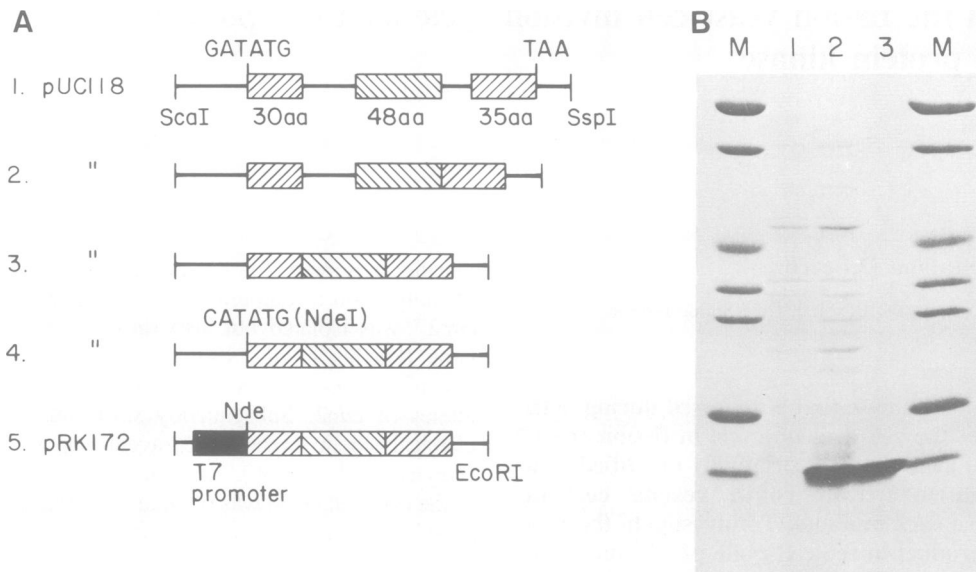 A
GATATG TAA
1. pUC118
ScaI 30aa 48aa 35aa SspI
2. "
3. "
CATATG (NdeI)
4. "
Nde
5. pRK172
T7 EcoRI
promoter
B
M 1 2 3 M